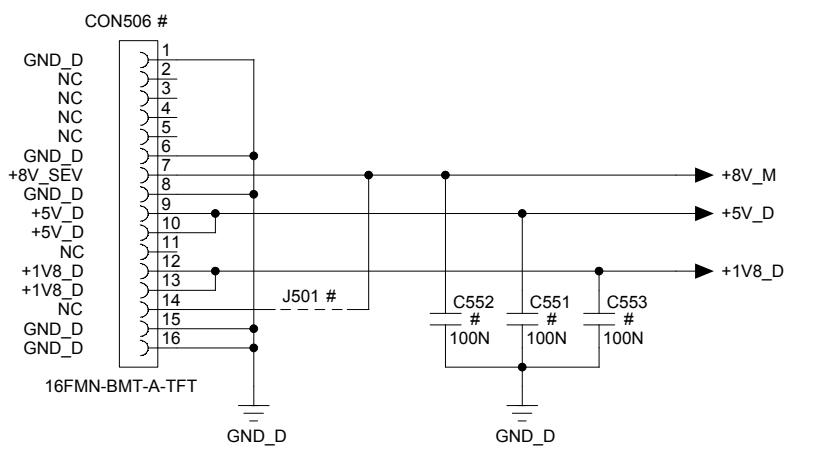 CON506 #
GND_D 1
NC 2
NC 3
NC 4
NC 5
GND_D 6
+8V_SEV 7 +8V_M
GND_D 8
+5V_D 9 +5V_D
+5V_D 10
NC 11
+1V8_D 12 +1V8_D
+1V8_D 13
NC 14 J501 #
GND_D 15
GND_D 16
C552 # 100N
C551 # 100N
C553 # 100N
16FMN-BMT-A-TFT
GND_D GND_D